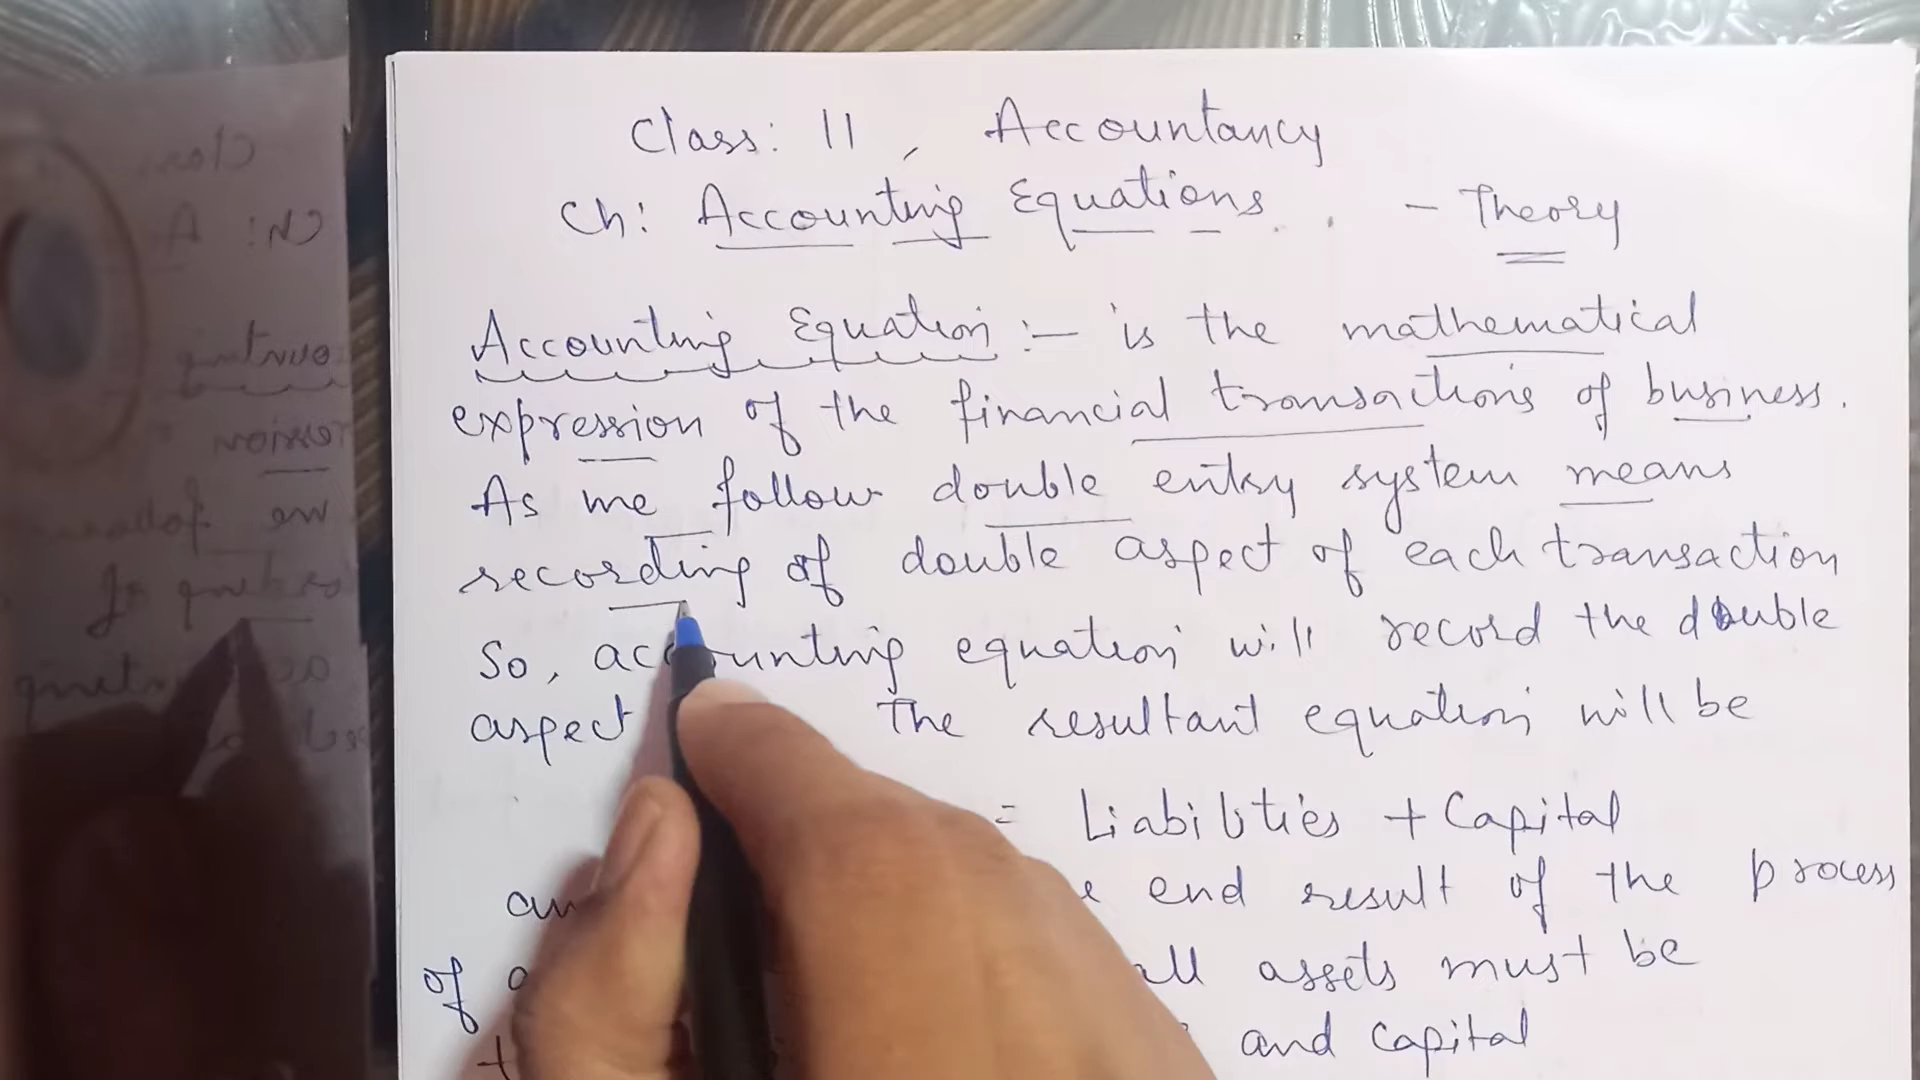 Class: 11, Accountancy
Ch: Accounting Equations. - Theory
Accounting Equation :- is the mathematical
expression of the financial transactions of business.
As we follow double entry system means
recording of double aspect of each transaction
So, accounting equation will record the double
aspect The resultant equation will be
= Liabilities + Capital
end result of the process
of all assets must be
and Capital